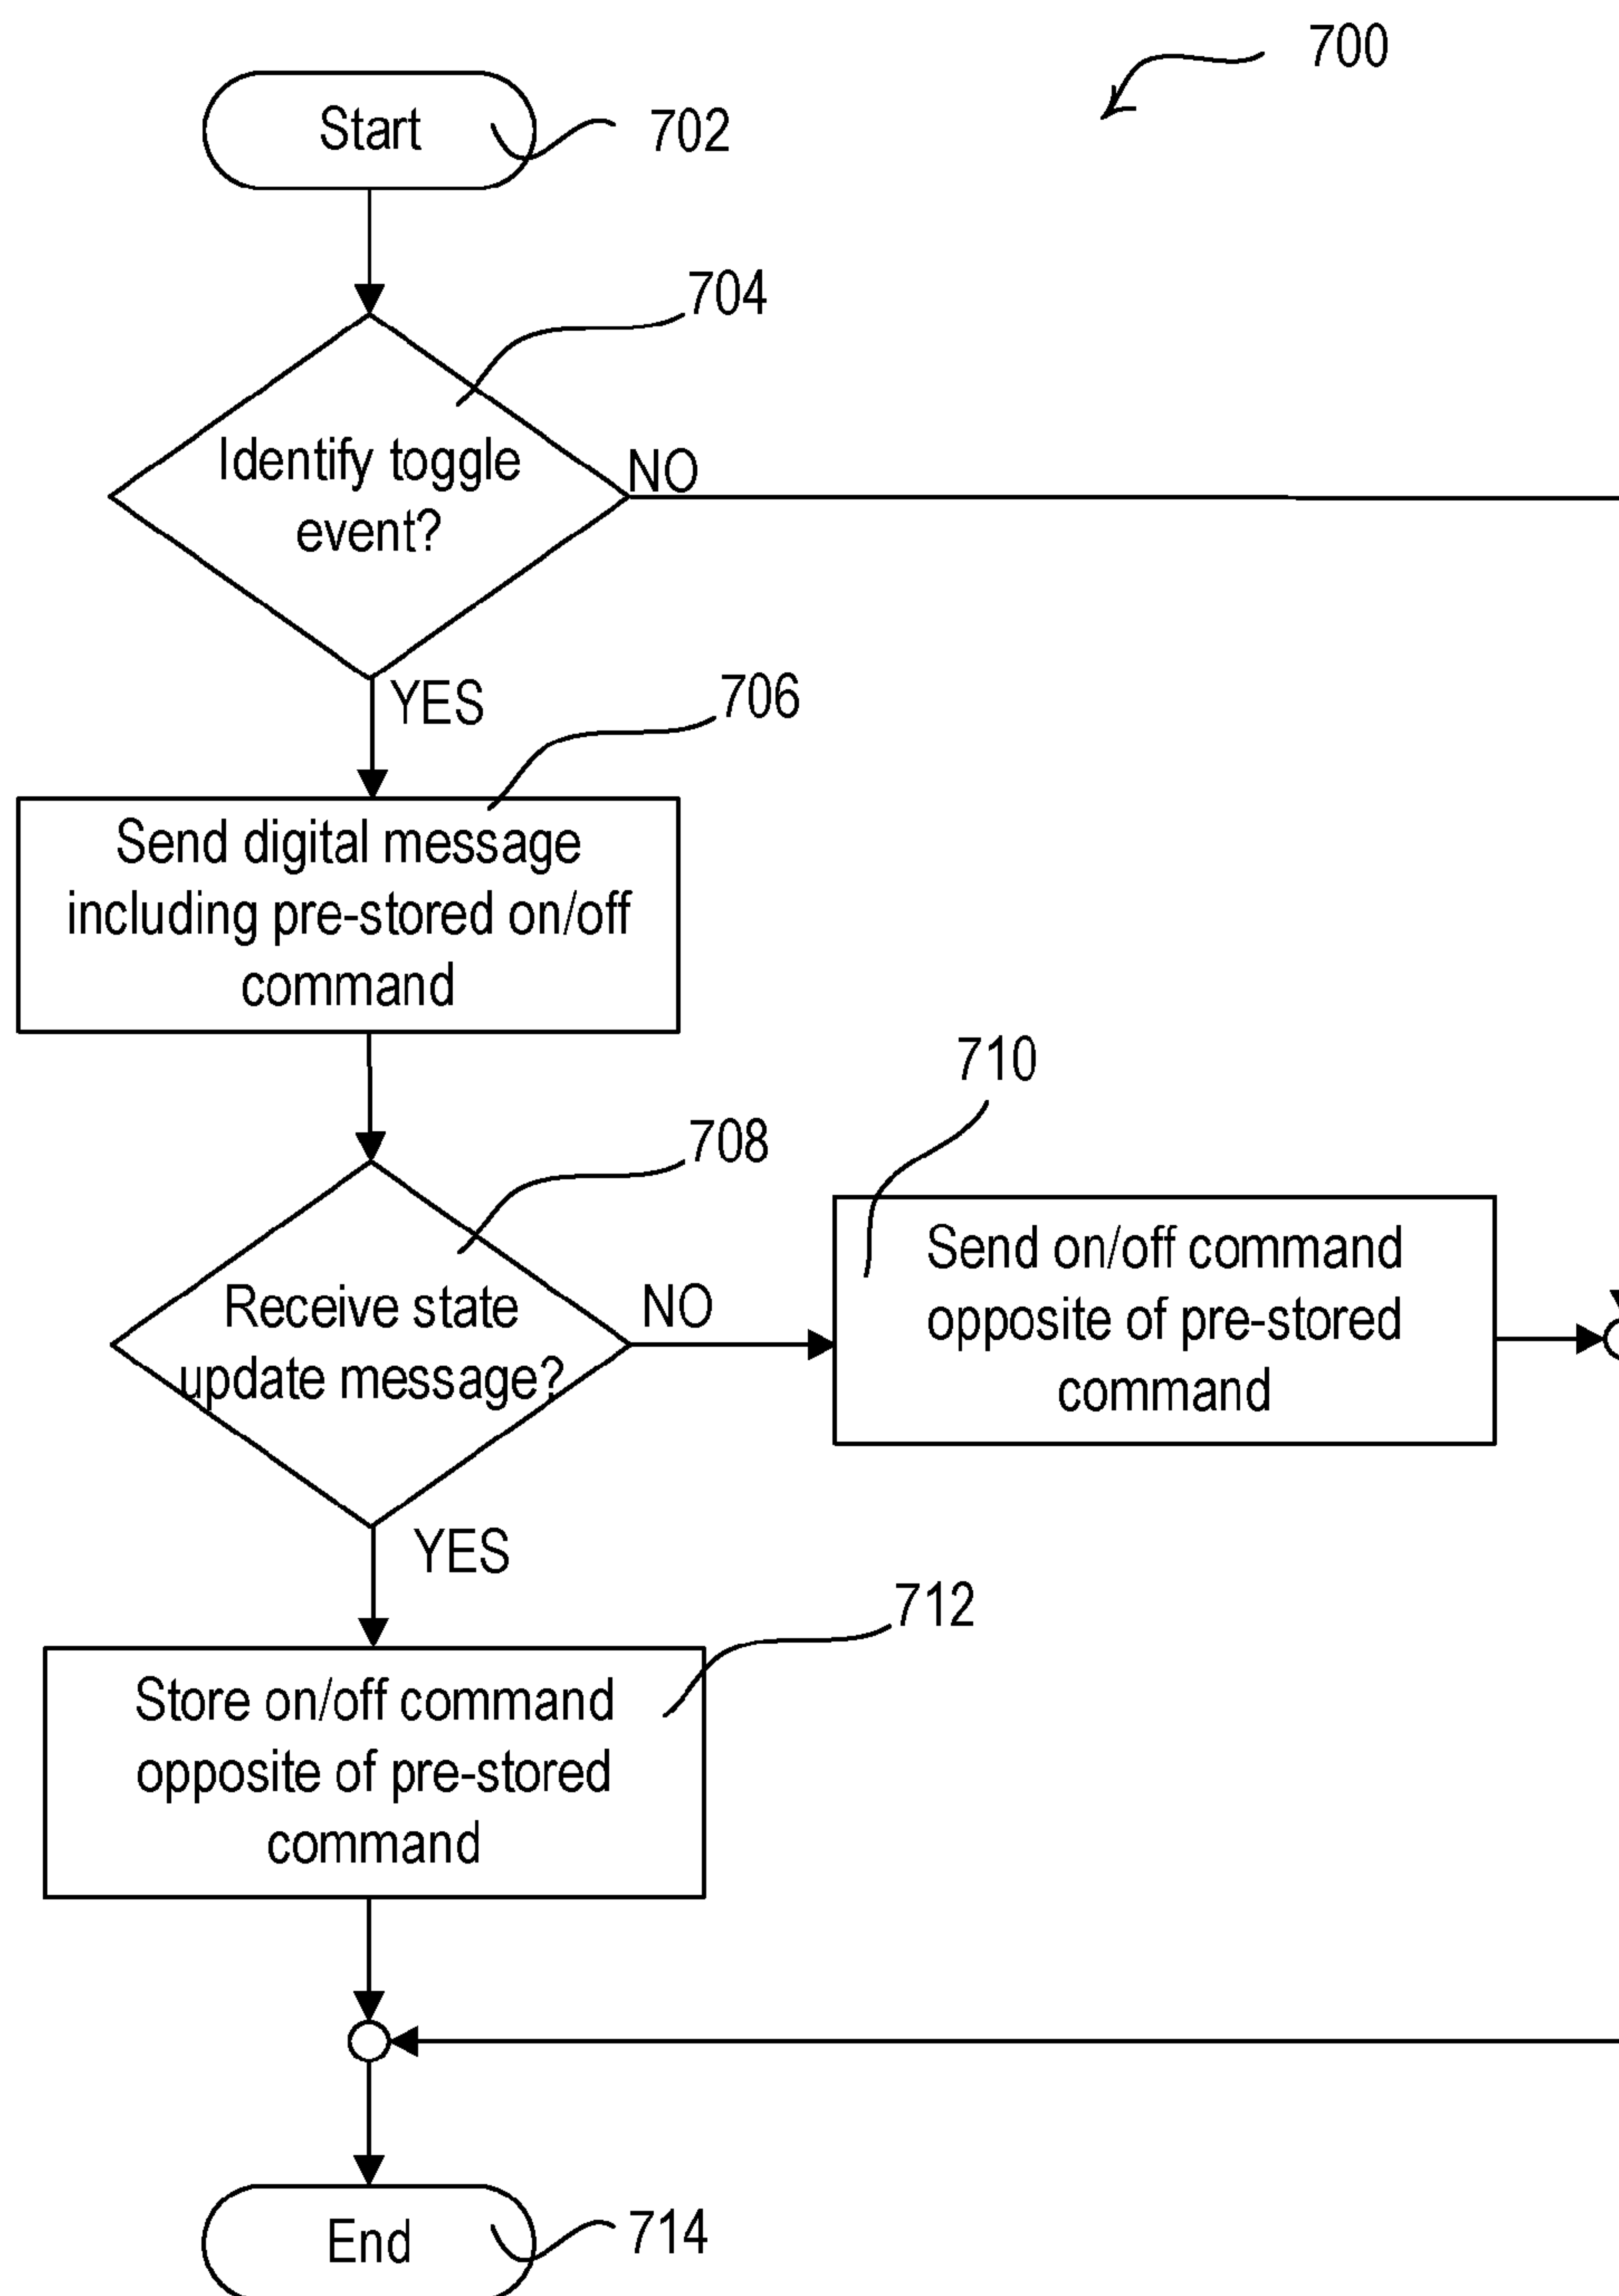 700
Start
702
704
Identify toggle
event?
NO
YES
706
Send digital message
including pre-stored on/off
command
708
Receive state
update message?
NO
710
Send on/off command
opposite of pre-stored
command
YES
712
Store on/off command
opposite of pre-stored
command
End
714